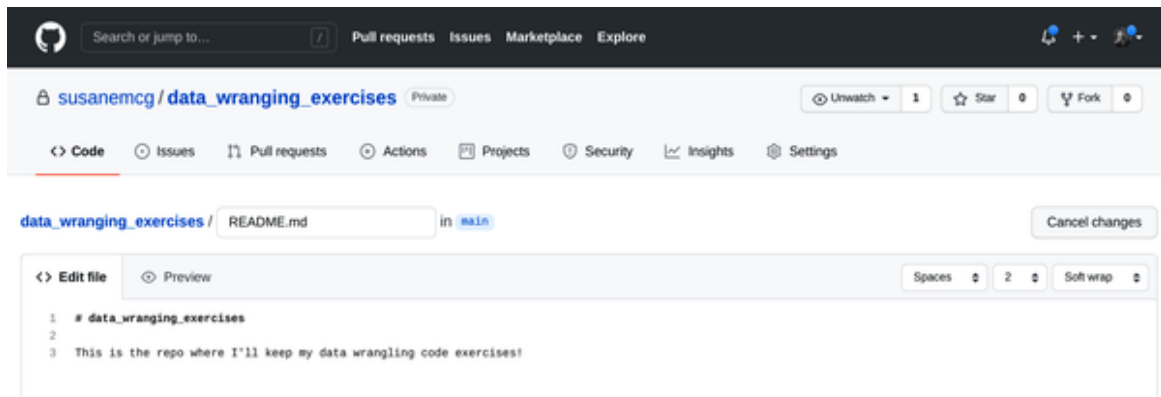 Search or jump to... / Pull requests Issues Marketplace Explore
susanemcg / data_wranging_exercises Private Unwatch 1 Star 0 Fork 0
<> Code Issues Pull requests Actions Projects Security Insights Settings
data_wranging_exercises / README.md in main Cancel changes
<> Edit file Preview Spaces 2 Soft wrap
1 # data_wranging_exercises
2
3 This is the repo where I'll keep my data wrangling code exercises!